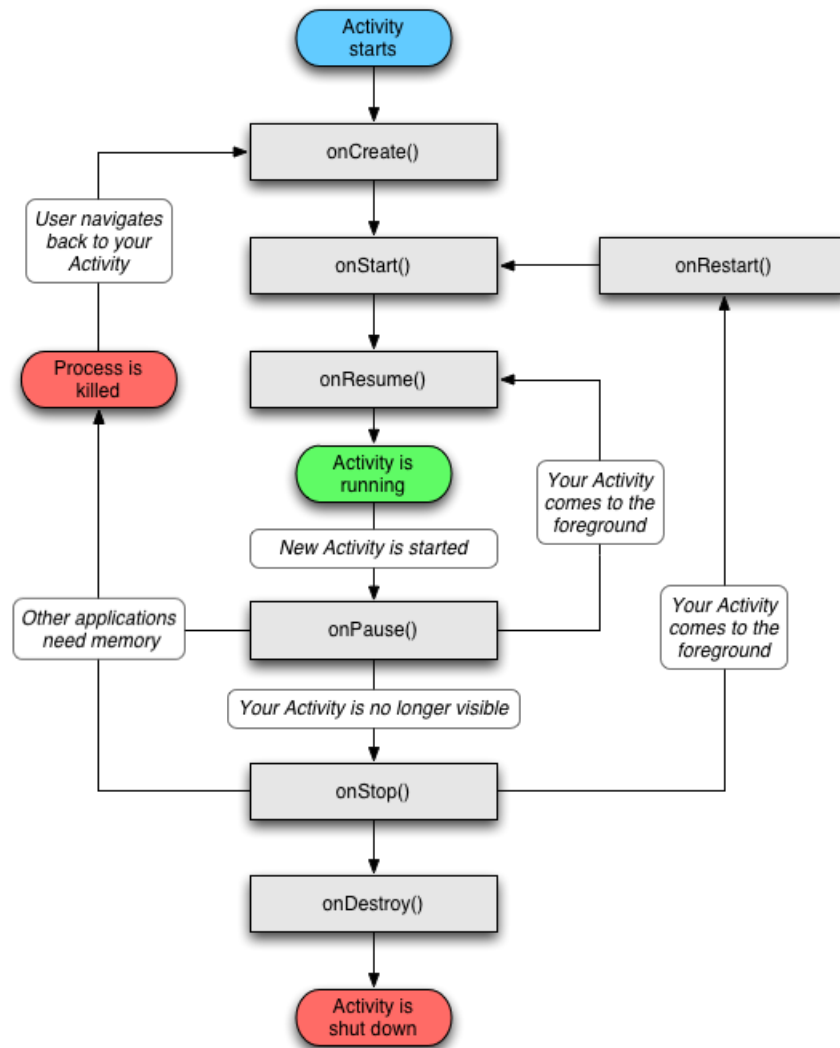 Activity
starts
onCreate()
User navigates
back to your
Activity
onStart()
onRestart()
Process is
killed
onResume()
Activity is
running
Your Activity
comes to the
foreground
New Activity is started
Other applications
need memory
onPause()
Your Activity
comes to the
foreground
Your Activity is no longer visible
onStop()
onDestroy()
Activity is
shut down